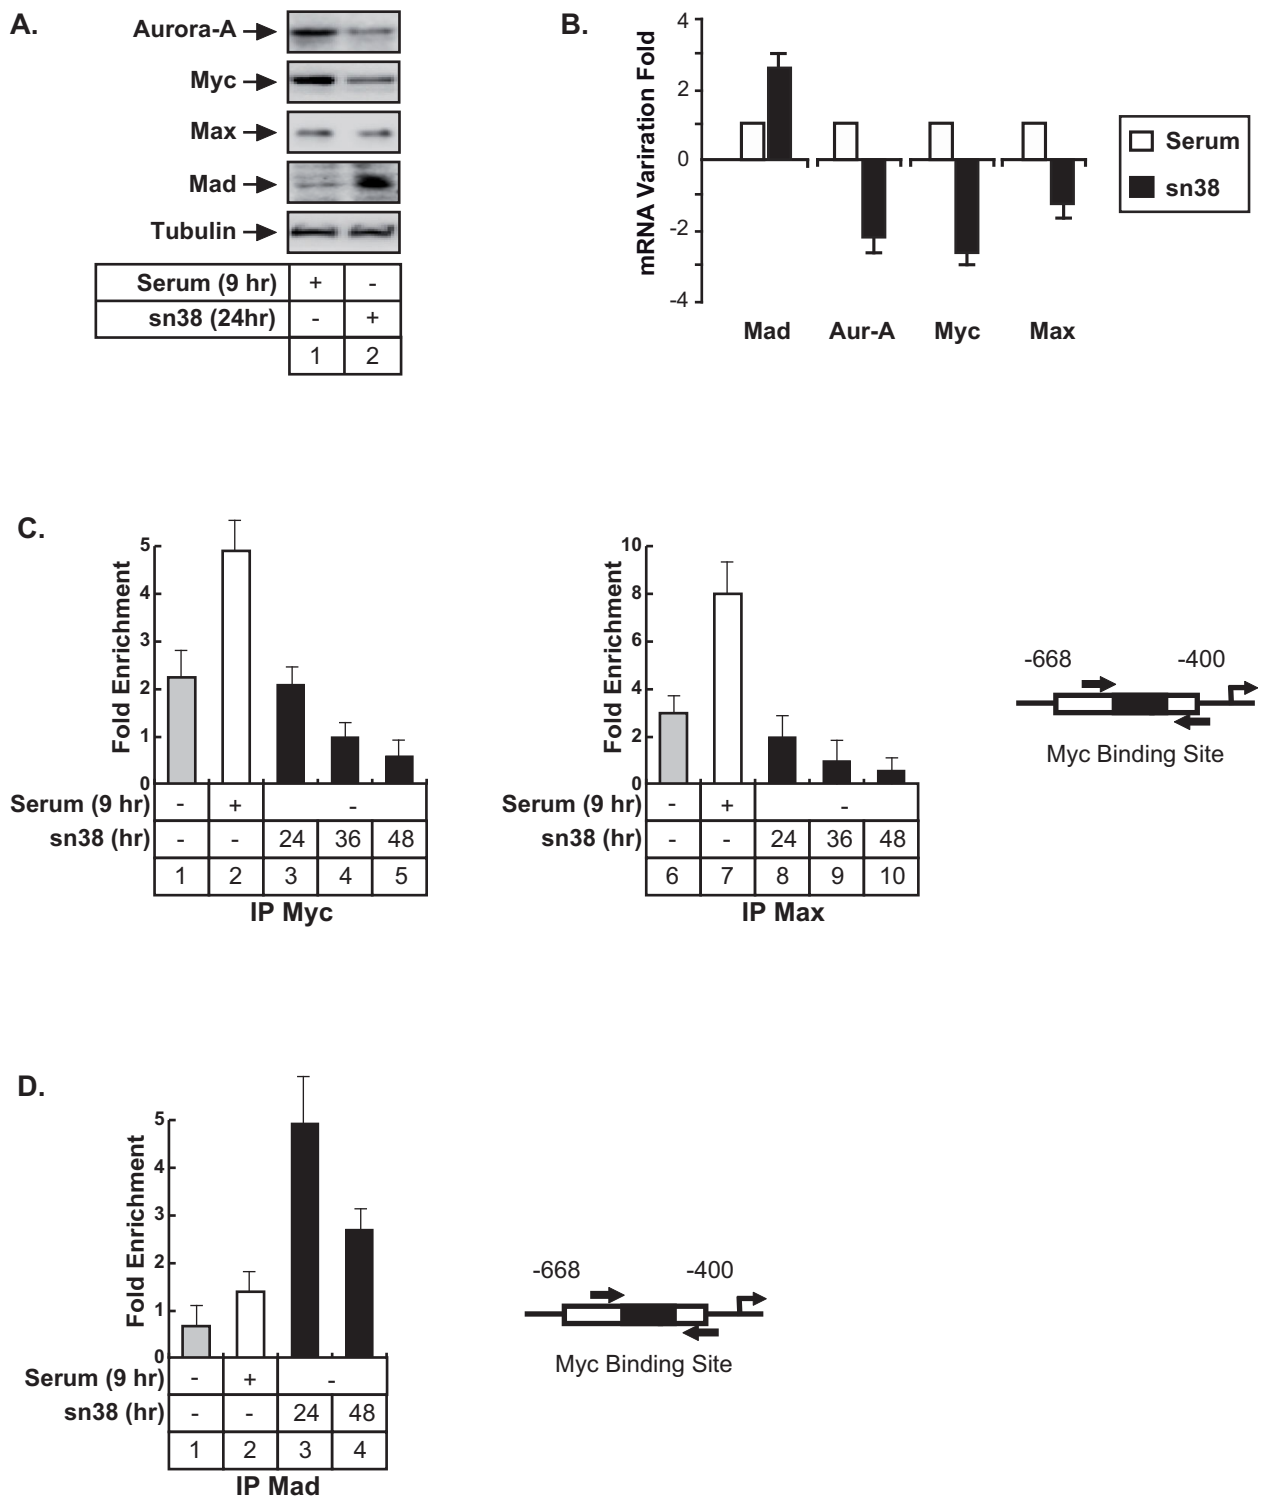 A.
Aurora-A
Myc
Max
Mad
Tubulin
Serum (9 hr) + -
sn38 (24hr) - +
1 2
B.
mRNA Variration Fold
4
2
0
-2
-4
Mad Aur-A Myc Max
Serum
sn38
C.
Fold Enrichment
5
4
3
2
1
0
Serum (9 hr) - + -
sn38 (hr) - - 24 36 48
1 2 3 4 5
IP Myc
Fold Enrichment
10
8
6
4
2
0
Serum (9 hr) - + -
sn38 (hr) - - 24 36 48
6 7 8 9 10
IP Max
-668 -400
Myc Binding Site
D.
Fold Enrichment
5
4
3
2
1
0
Serum (9 hr) - + -
sn38 (hr) - - 24 48
1 2 3 4
IP Mad
-668 -400
Myc Binding Site